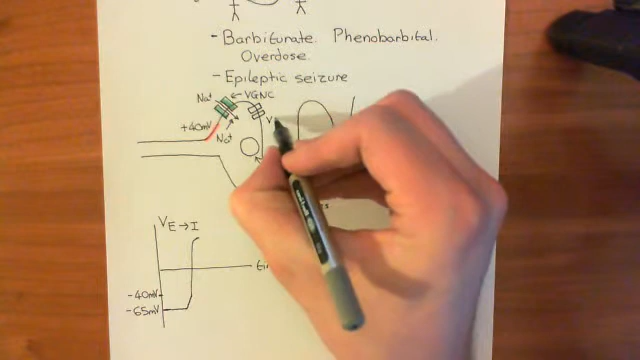 - Barbiturate. Phenobarbital.
Overdose.
- Epileptic seizure
Na+ ← VGNC
+40mV
Na+
V
VE→I
-40mV
-65mV